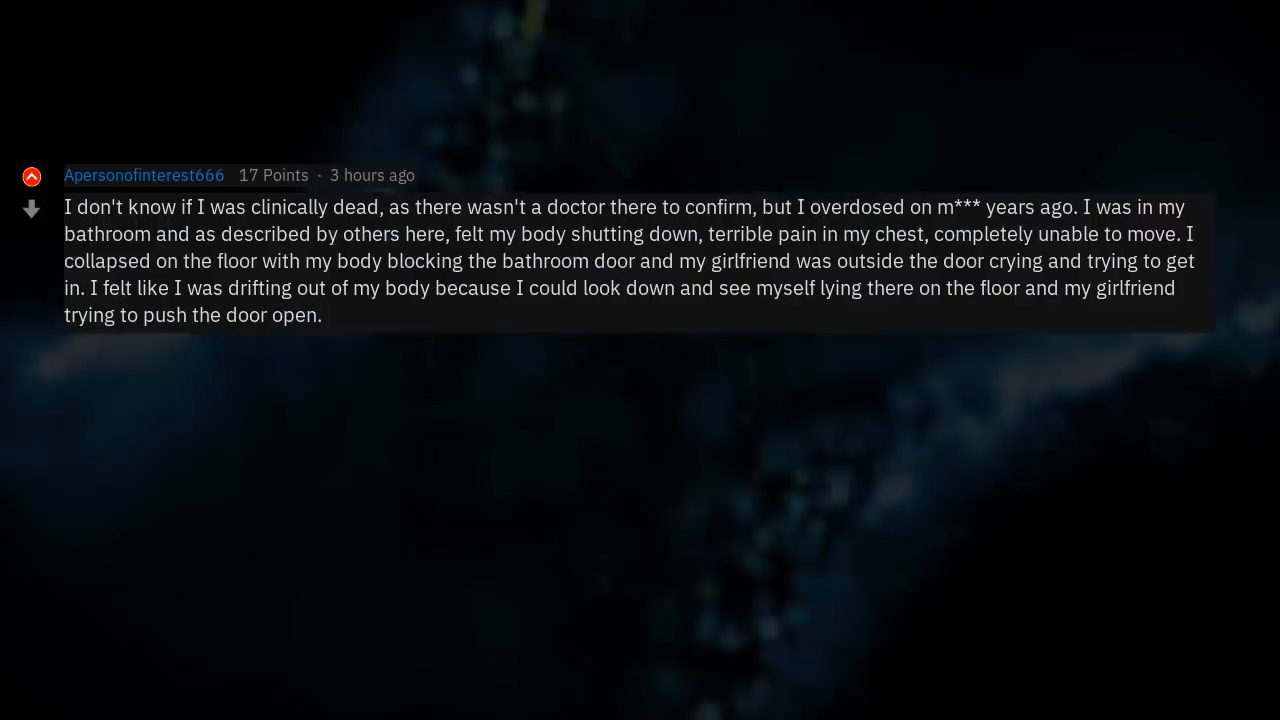 Apersonofinterest666 17 Points · 3 hours ago
I don't know if I was clinically dead, as there wasn't a doctor there to confirm, but I overdosed on m*** years ago. I was in my
bathroom and as described by others here, felt my body shutting down, terrible pain in my chest, completely unable to move. I
collapsed on the floor with my body blocking the bathroom door and my girlfriend was outside the door crying and trying to get
in. I felt like I was drifting out of my body because I could look down and see myself lying there on the floor and my girlfriend
trying to push the door open.